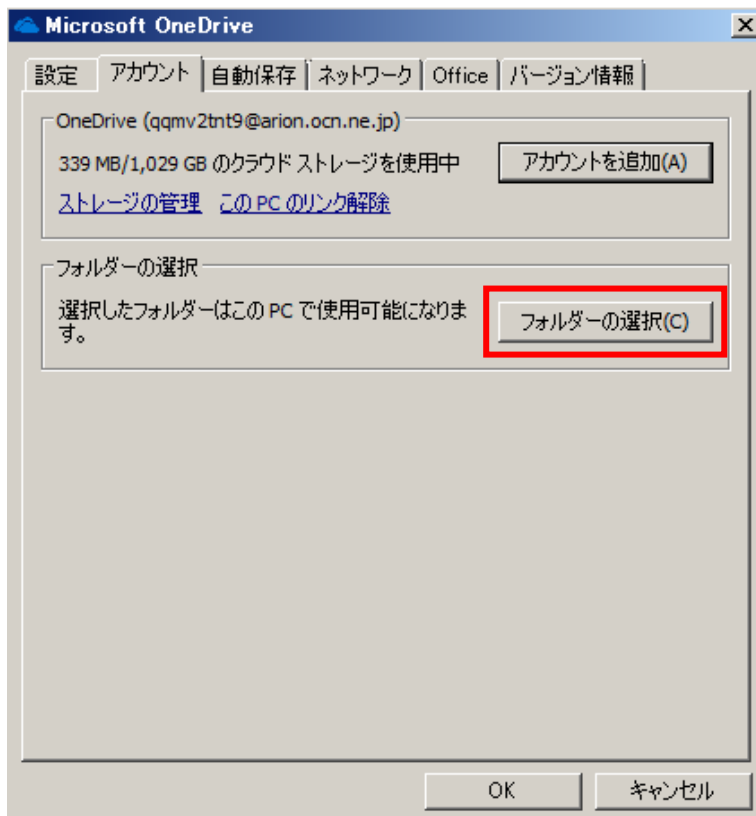 Microsoft OneDrive
設定 アカウント 自動保存 ネットワーク Office バージョン情報
OneDrive (qqmv2tnt9@arion.ocn.ne.jp)
339 MB/1,029 GB のクラウド ストレージを使用中 アカウントを追加(A)
ストレージの管理 この PC のリンク解除
フォルダーの選択
選択したフォルダーはこの PC で使用可能になりま
す。
フォルダーの選択(C)
OK キャンセル